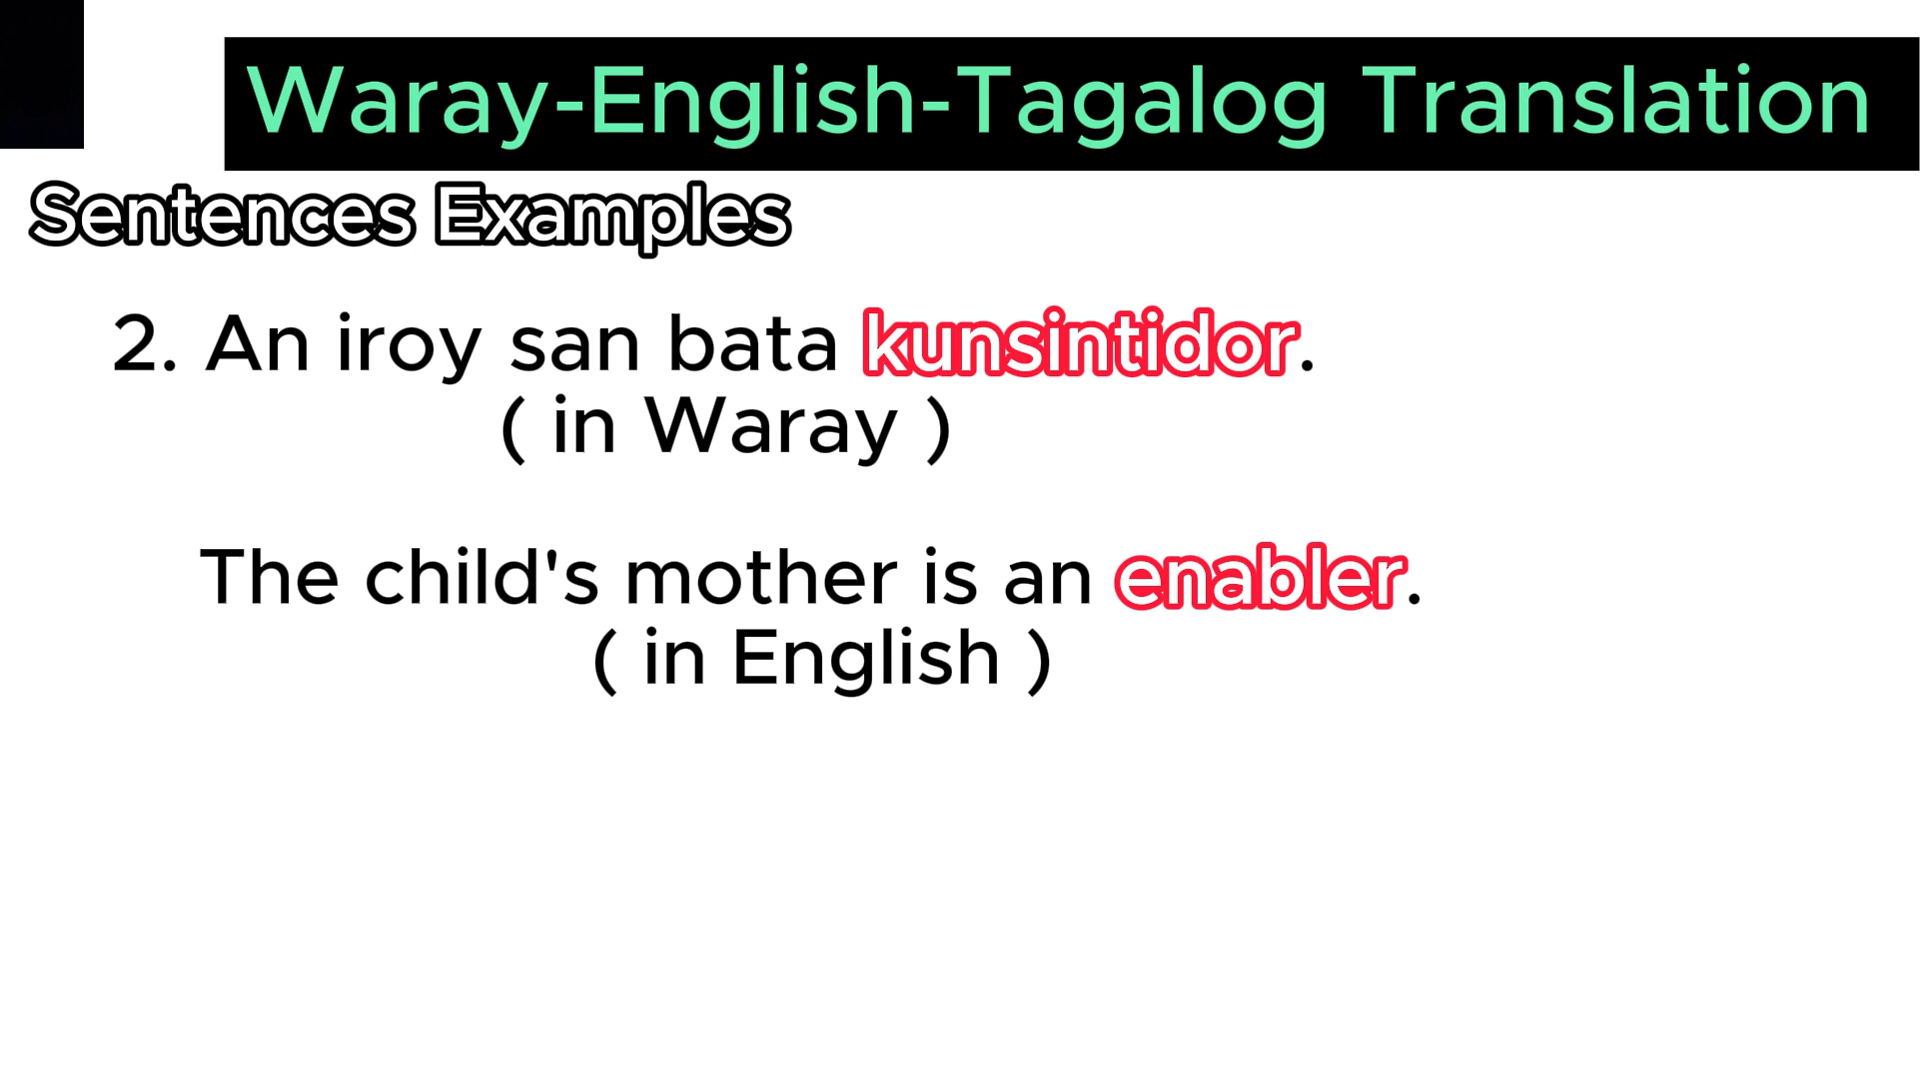 Waray-English-Tagalog Translation
Sentences Examples
2. An iroy san bata kunsintidor.
( in Waray )
The child's mother is an enabler.
( in English )